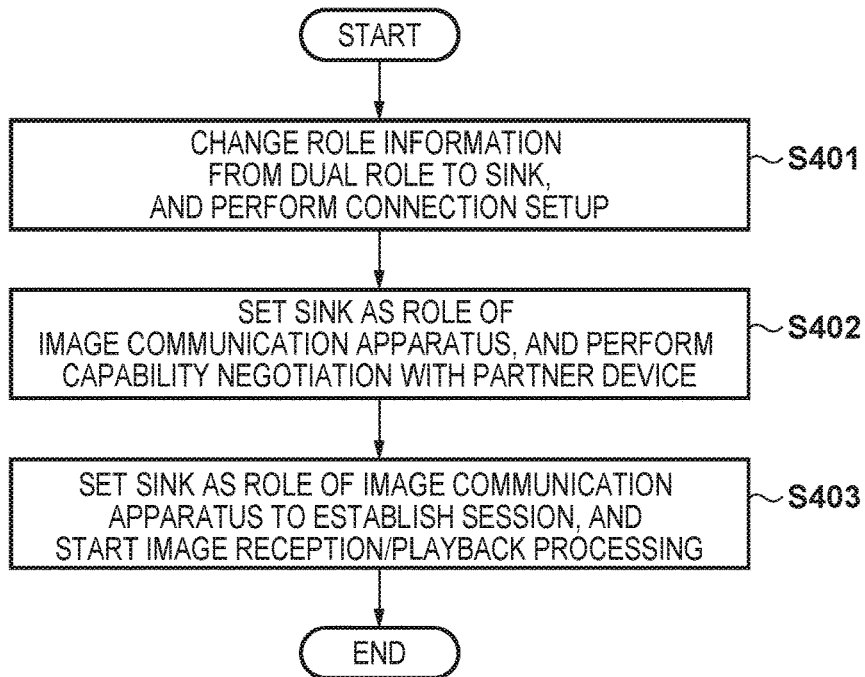 START
CHANGE ROLE INFORMATION
FROM DUAL ROLE TO SINK,
AND PERFORM CONNECTION SETUP
S401
SET SINK AS ROLE OF
IMAGE COMMUNICATION APPARATUS, AND PERFORM
CAPABILITY NEGOTIATION WITH PARTNER DEVICE
S402
SET SINK AS ROLE OF IMAGE COMMUNICATION
APPARATUS TO ESTABLISH SESSION, AND
START IMAGE RECEPTION/PLAYBACK PROCESSING
S403
END